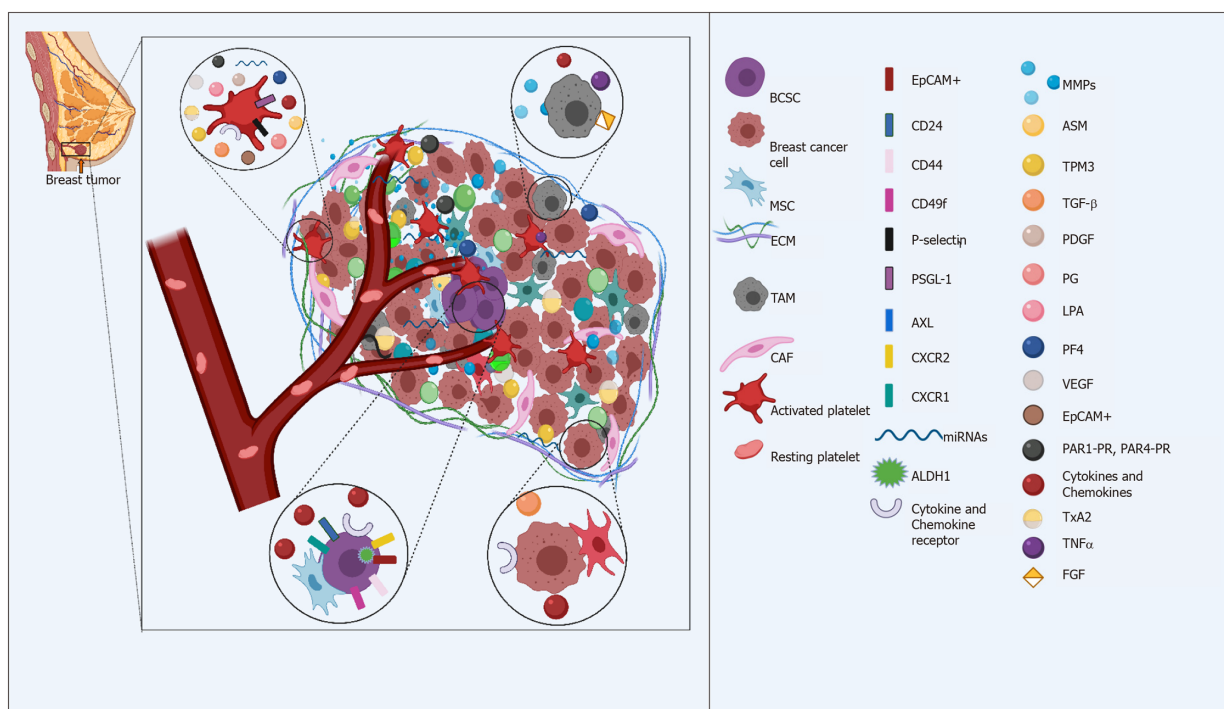 Breast tumor
BCSC
Breast cancer
cell
MSC
ECM
TAM
CAF
Activated platelet
Resting platelet
EpCAM+
CD24
CD44
CD49f
P-selectin
PSGL-1
AXL
CXCR2
CXCR1
miRNAs
ALDH1
Cytokine and
Chemokine
receptor
MMPs
ASM
TPM3
TGF-β
PDGF
PG
LPA
PF4
VEGF
EpCAM+
PAR1-PR, PAR4-PR
Cytokines and
Chemokines
TxA2
TNFα
FGF